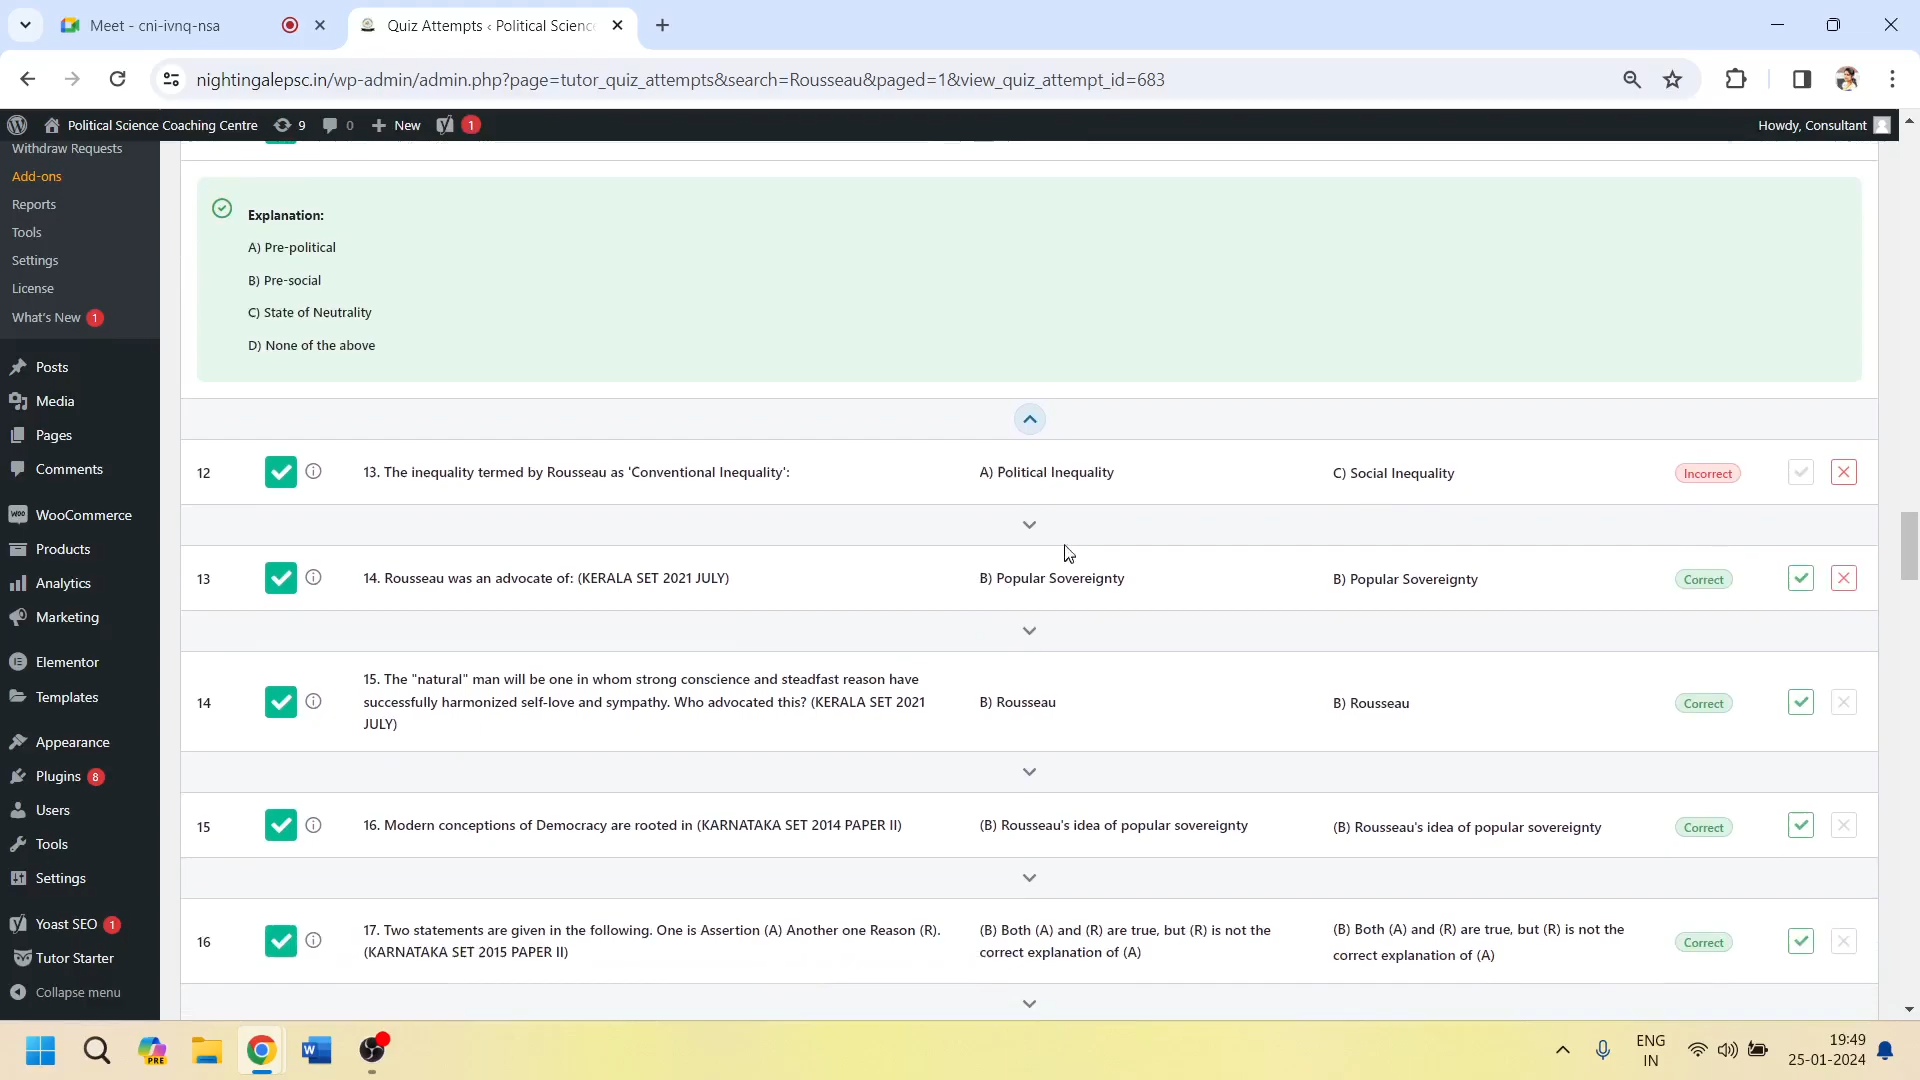 Meet - cni-ivnq-nsa
Quiz Attempts ‹ Political Science
nightingalepsc.in/wp-admin/admin.php?page=tutor_quiz_attempts&search=Rousseau&paged=1&view_quiz_attempt_id=683
Political Science Coaching Centre 9 0 New 1 Howdy, Consultant
Withdraw Requests
Add-ons
Reports
Tools
Settings
License
What's New 1
Posts
Media
Pages
Comments
WooCommerce
Products
Analytics
Marketing
Elementor
Templates
Appearance
Plugins 8
Users
Tools
Settings
Yoast SEO 1
Tutor Starter
Collapse menu
Explanation:
A) Pre-political
B) Pre-social
C) State of Neutrality
D) None of the above
12 13. The inequality termed by Rousseau as 'Conventional Inequality': A) Political Inequality C) Social Inequality Incorrect
13 14. Rousseau was an advocate of: (KERALA SET 2021 JULY) B) Popular Sovereignty B) Popular Sovereignty Correct
15. The "natural" man will be one in whom strong conscience and steadfast reason have
14 successfully harmonized self-love and sympathy. Who advocated this? (KERALA SET 2021 B) Rousseau B) Rousseau Correct
JULY)
15 16. Modern conceptions of Democracy are rooted in (KARNATAKA SET 2014 PAPER II) (B) Rousseau's idea of popular sovereignty (B) Rousseau's idea of popular sovereignty Correct
17. Two statements are given in the following. One is Assertion (A) Another one Reason (R). (B) Both (A) and (R) are true, but (R) is not the (B) Both (A) and (R) are true, but (R) is not the
16 (KARNATAKA SET 2015 PAPER II) correct explanation of (A) correct explanation of (A) Correct
PRE
ENG
IN
19:49
25-01-2024